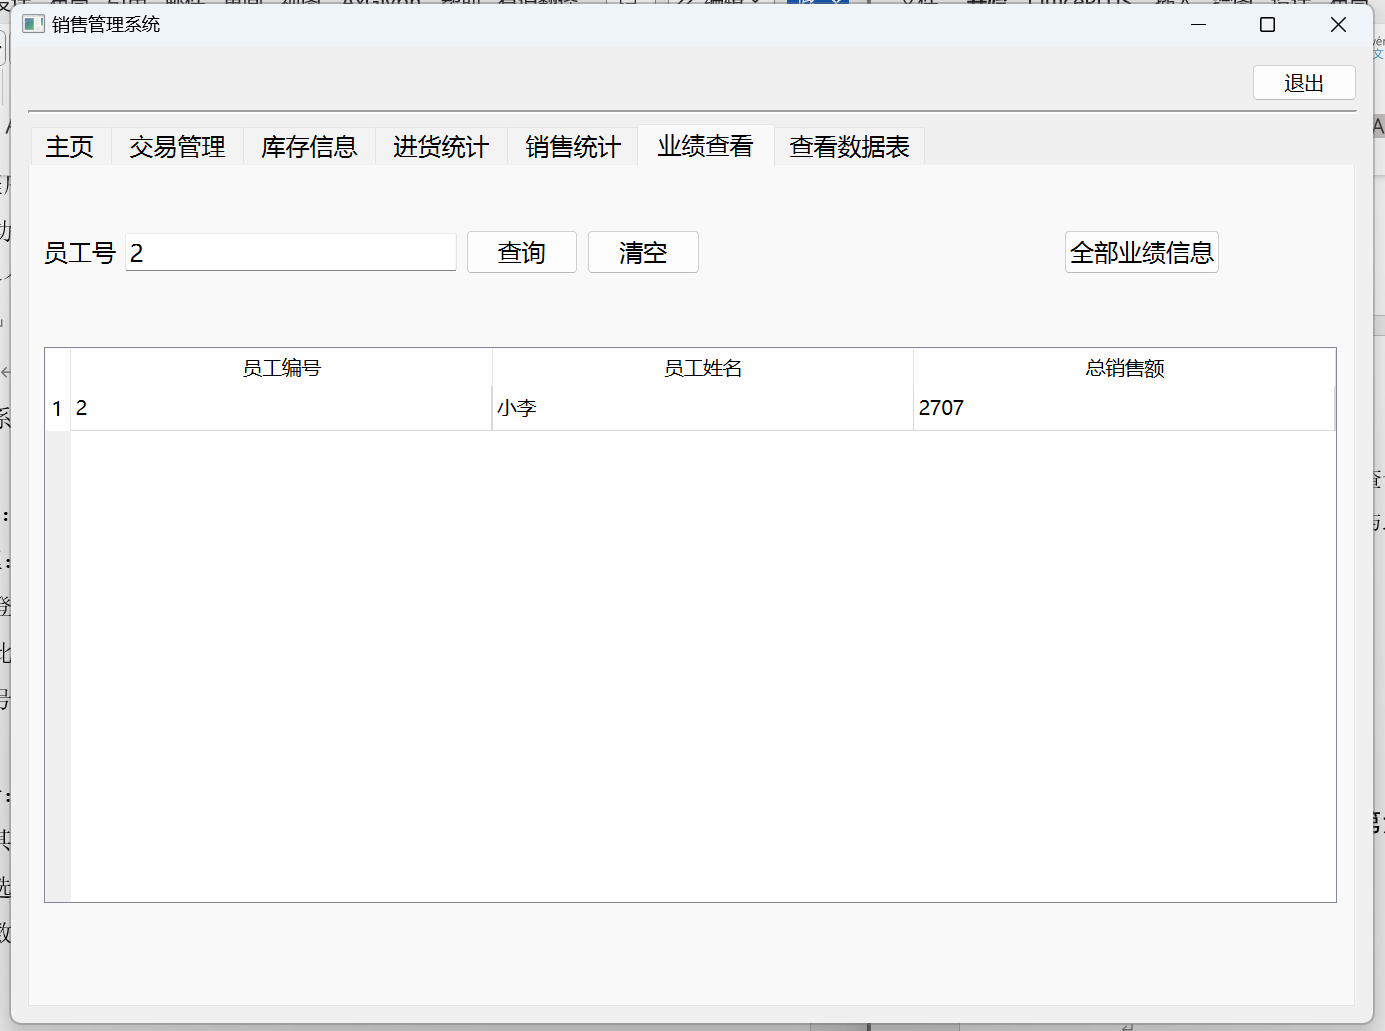 销售管理系统
退出
主页 交易管理 库存信息 进货统计 销售统计 业绩查看 查看数据表
员工号 2 查询 清空 全部业绩信息
员工编号 员工姓名 总销售额
1 2 小李 2707